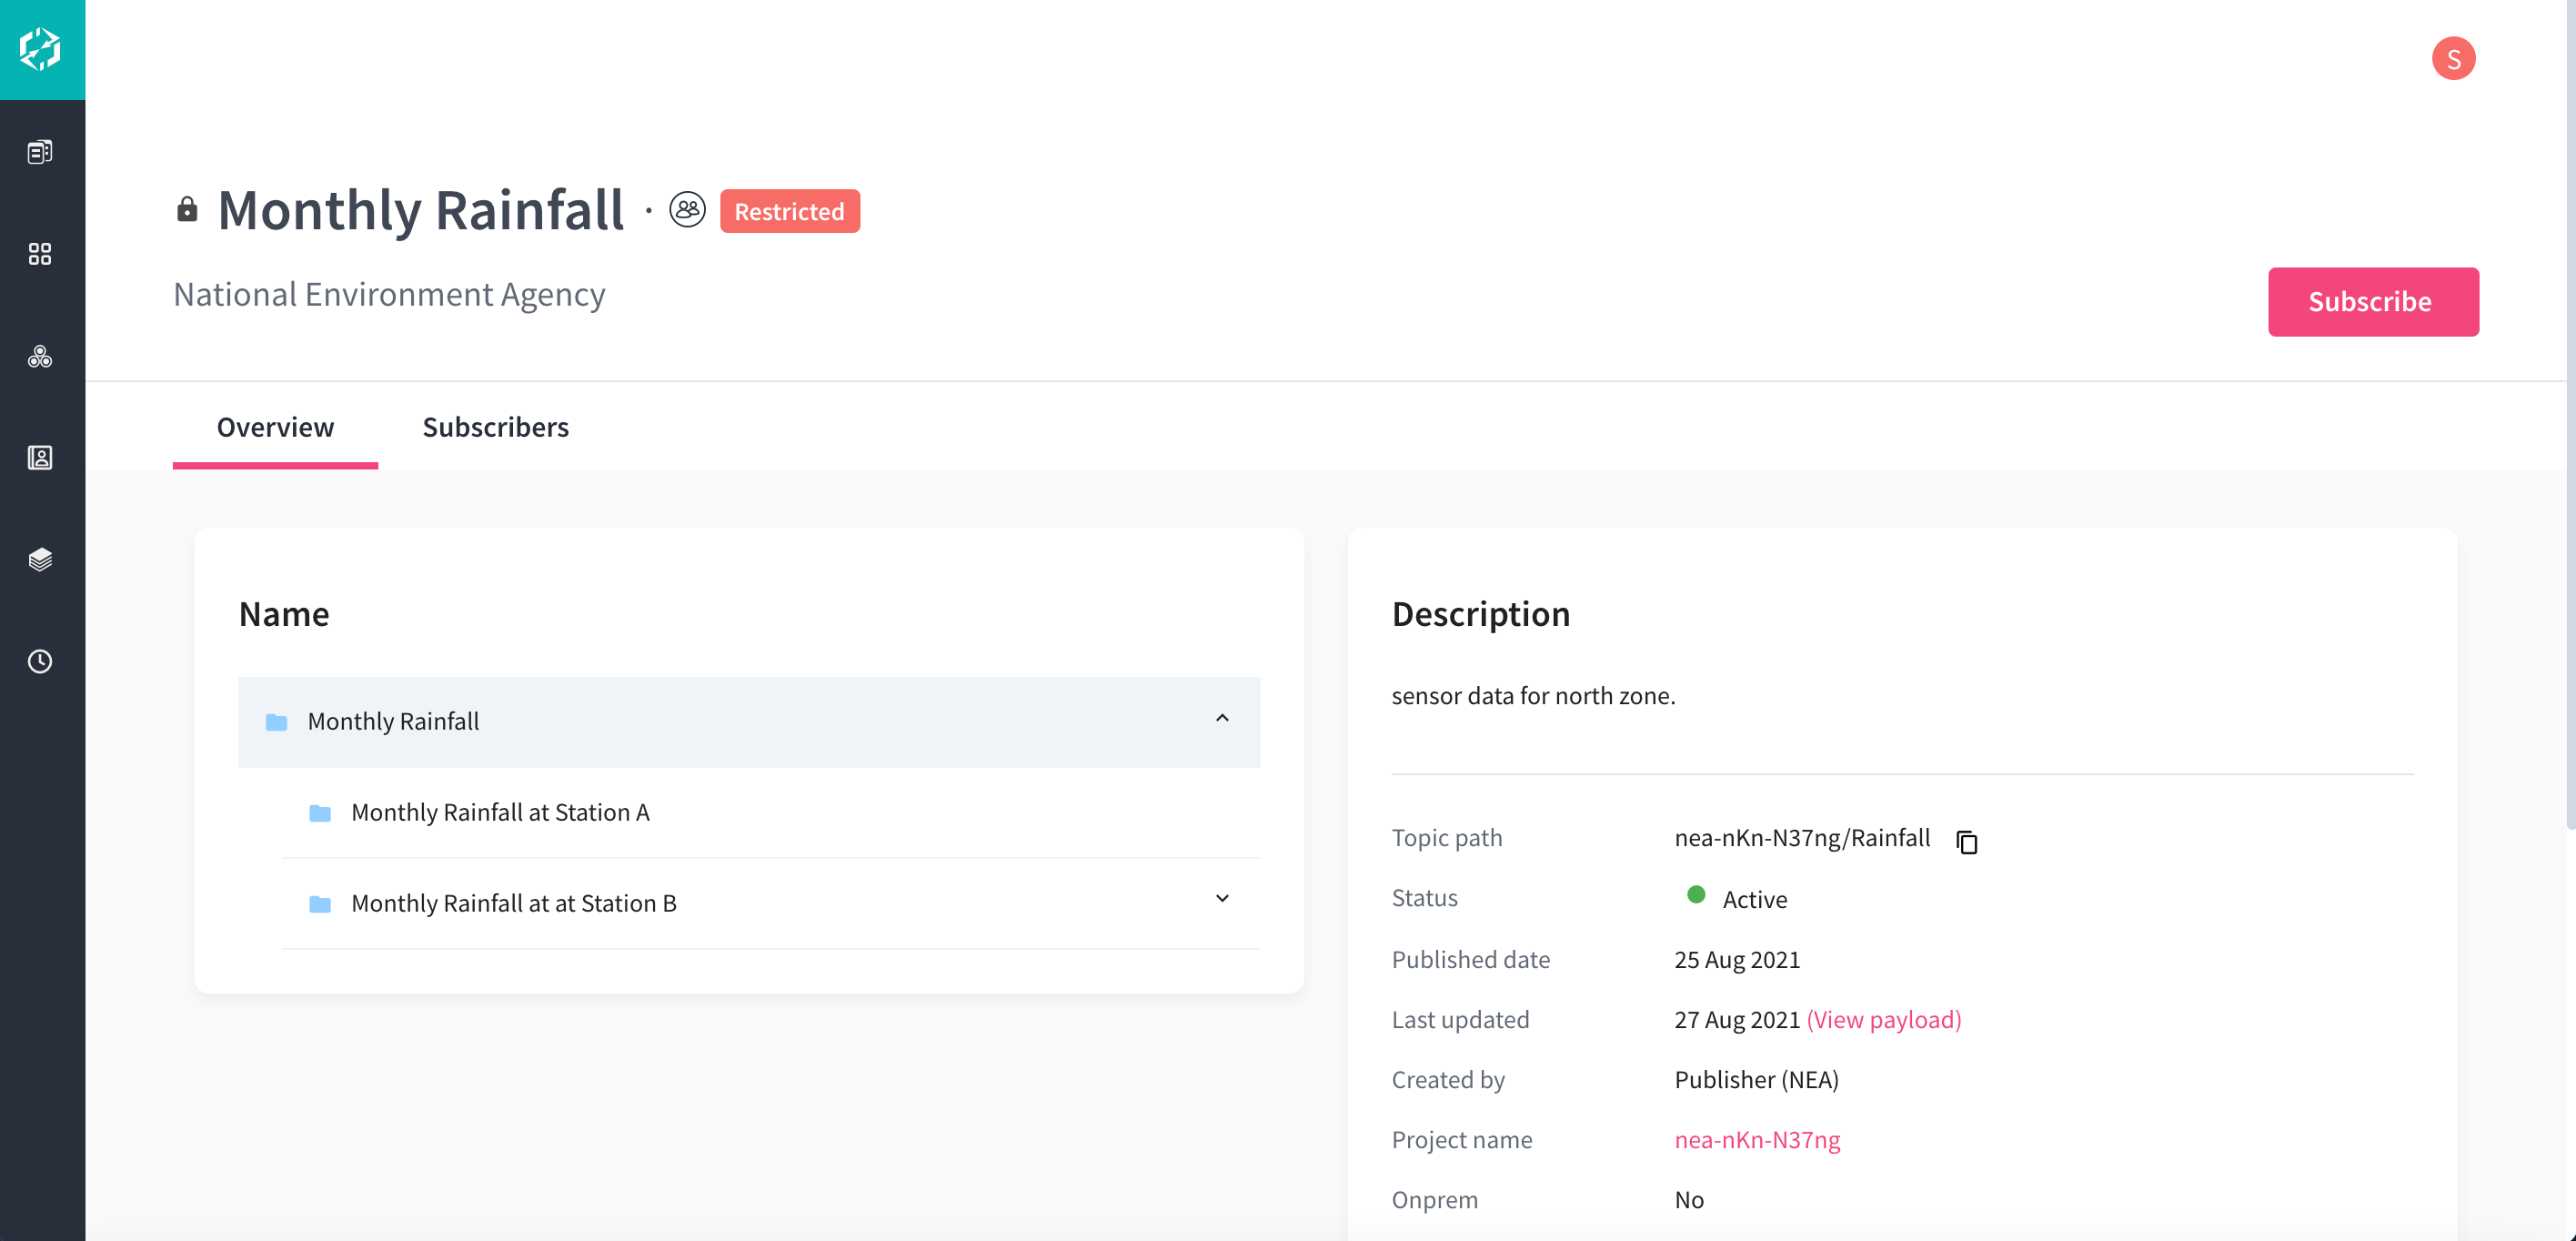 S
Monthly Rainfall · Restricted
National Environment Agency
Subscribe
Overview Subscribers
Name
Monthly Rainfall
Monthly Rainfall at Station A
Monthly Rainfall at at Station B
Description
sensor data for north zone.
Topic path nea-nKn-N37ng/Rainfall
Status Active
Published date 25 Aug 2021
Last updated 27 Aug 2021 (View payload)
Created by Publisher (NEA)
Project name nea-nKn-N37ng
Onprem No